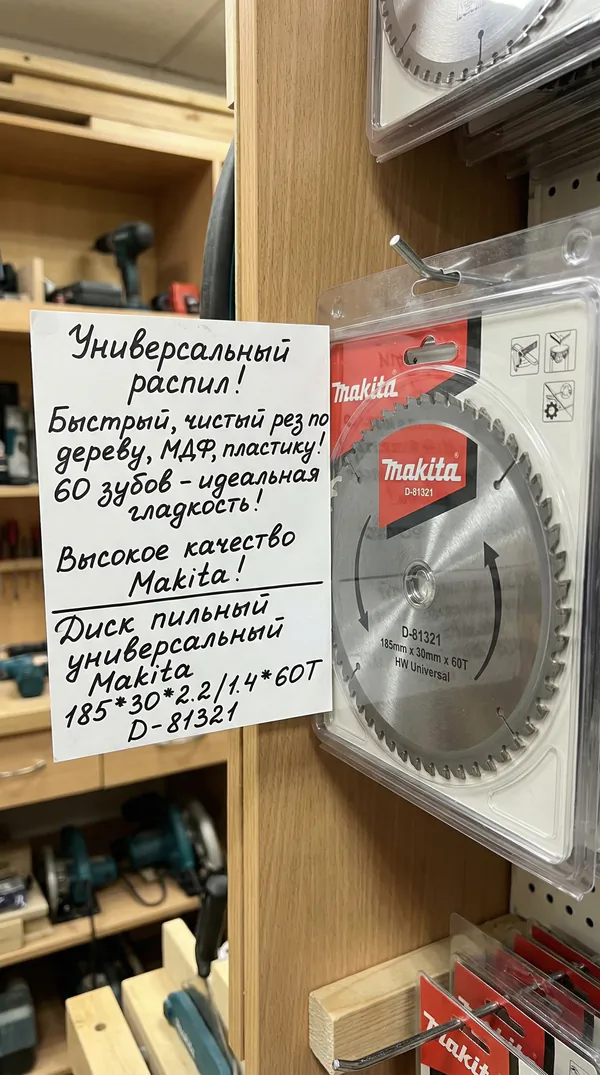 Универсальный
распил!
Быстрый, чистый рез по
дереву, МДФ, пластику!
60 зубов - идеальная
гладкость!
Высокое качество
Makita!
Диск пильный
универсальный
Makita
185*30*2.2/1.4*60T
D-81321
Makita
Makita
D-81321
D-81321
185mm x 30mm x 60T
HW Universal
Makita
Makita